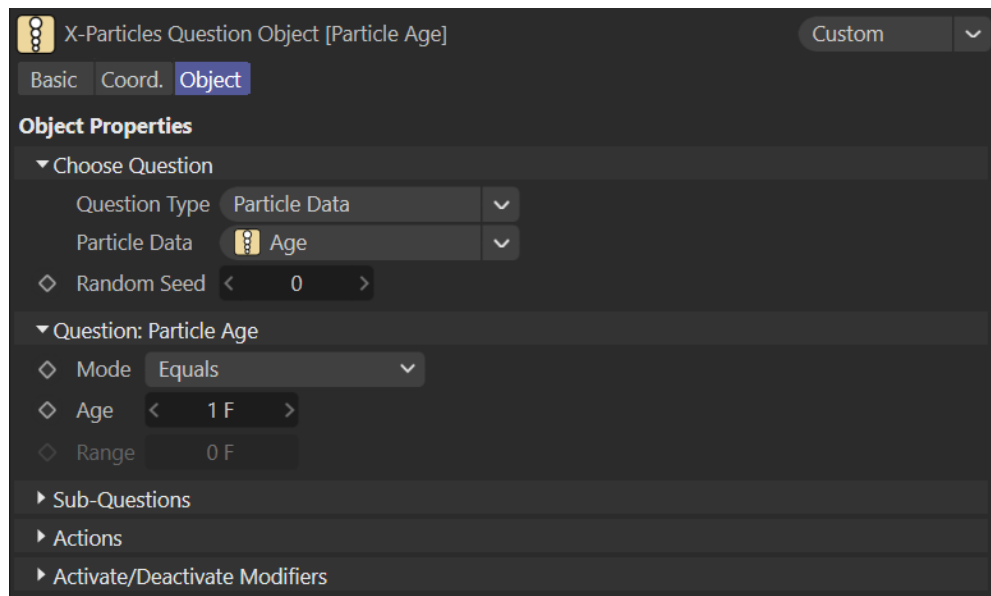 X-Particles Question Object [Particle Age] Custom
Basic Coord. Object
Object Properties
Choose Question
Question Type Particle Data
Particle Data Age
Random Seed 0
Question: Particle Age
Mode Equals
Age 1 F
Range 0 F
Sub-Questions
Actions
Activate/Deactivate Modifiers